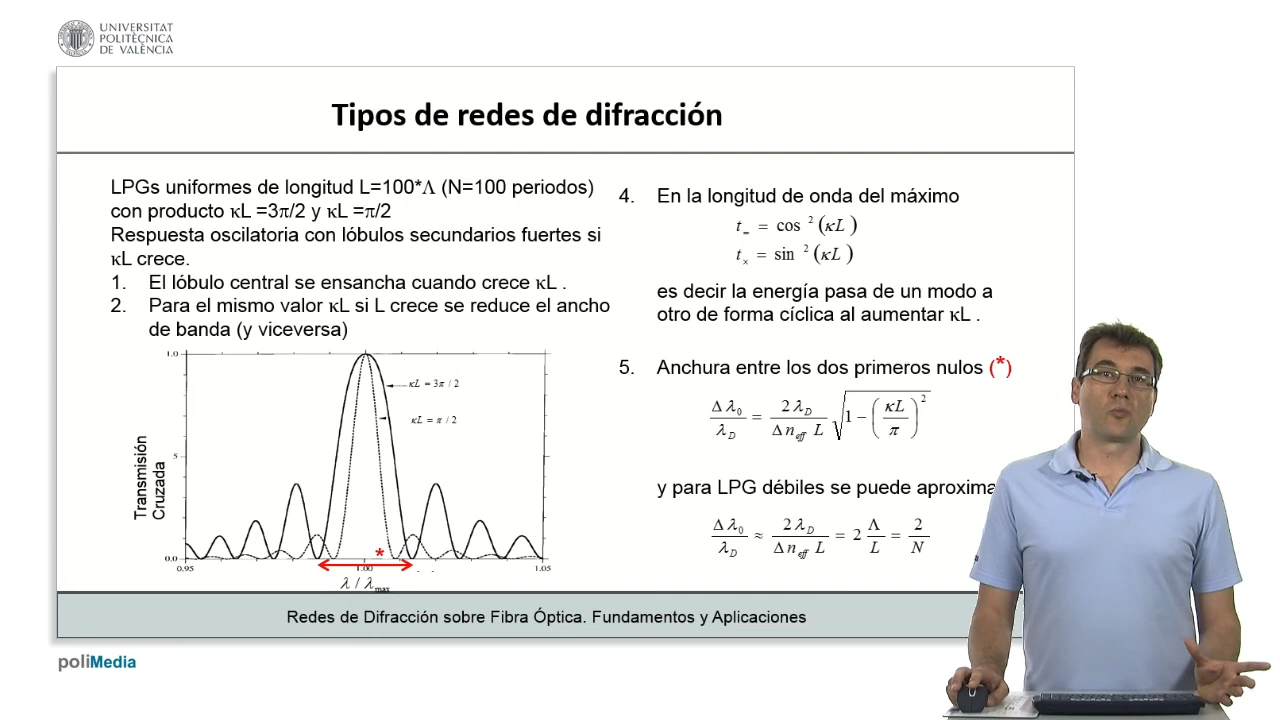 UNIVERSITAT
POLITÈCNICA
DE VALÈNCIA
Tipos de redes de difracción
LPGs uniformes de longitud L=100*Λ (N=100 periodos)
con producto κL =3π/2 y κL =π/2
Respuesta oscilatoria con lóbulos secundarios fuertes si
κL crece.
1. El lóbulo central se ensancha cuando crece κL .
2. Para el mismo valor κL si L crece se reduce el ancho
de banda (y viceversa)
1.0
κL = 3π / 2
κL = π / 2
Transmisión
Cruzada
5
0.0
*
0.95
1.00
1.05
λ / λmax
4. En la longitud de onda del máximo
t= = cos ² (κL)
t× = sin ² (κL)
es decir la energía pasa de un modo a
otro de forma cíclica al aumentar κL .
5. Anchura entre los dos primeros nulos (*)
Δλ₀ / λD = 2λD / Δneff L √(1 − (κL / π)²)
y para LPG débiles se puede aproxima
Δλ₀ / λD ≈ 2λD / Δneff L = 2 Λ / L = 2 / N
Redes de Difracción sobre Fibra Óptica. Fundamentos y Aplicaciones
poliMedia